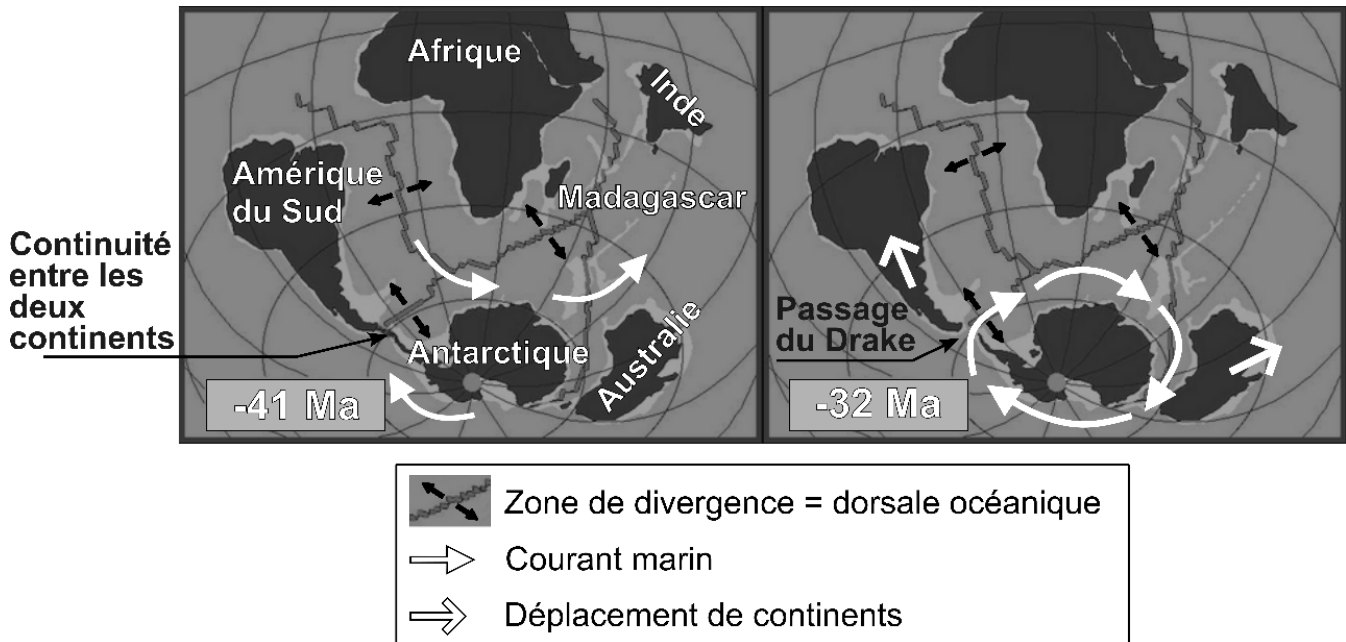 Afrique
Inde
Amérique
du Sud
Madagascar
Continuité
entre les
deux
continents
Antarctique
Australie
-41 Ma
Passage
du Drake
-32 Ma
Zone de divergence = dorsale océanique
Courant marin
Déplacement de continents